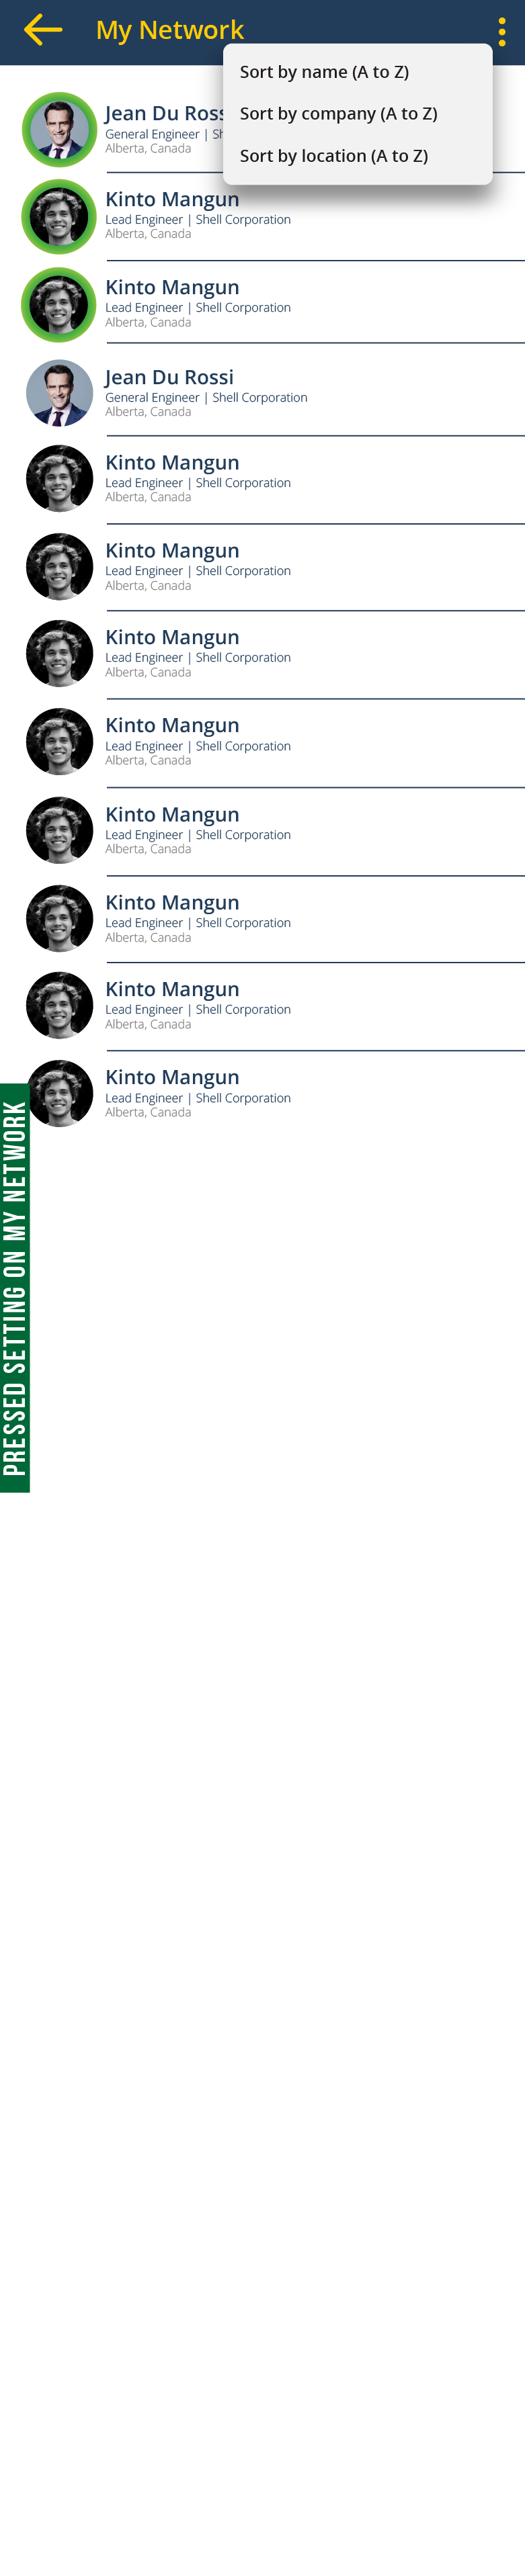 My Network
Sort by name (A to Z)
Sort by company (A to Z)
Sort by location (A to Z)
Jean Du Ross
General Engineer | Sh
Alberta, Canada
Kinto Mangun
Lead Engineer | Shell Corporation
Alberta, Canada
Kinto Mangun
Lead Engineer | Shell Corporation
Alberta, Canada
Jean Du Rossi
General Engineer | Shell Corporation
Alberta, Canada
Kinto Mangun
Lead Engineer | Shell Corporation
Alberta, Canada
Kinto Mangun
Lead Engineer | Shell Corporation
Alberta, Canada
Kinto Mangun
Lead Engineer | Shell Corporation
Alberta, Canada
Kinto Mangun
Lead Engineer | Shell Corporation
Alberta, Canada
Kinto Mangun
Lead Engineer | Shell Corporation
Alberta, Canada
Kinto Mangun
Lead Engineer | Shell Corporation
Alberta, Canada
Kinto Mangun
Lead Engineer | Shell Corporation
Alberta, Canada
Kinto Mangun
Lead Engineer | Shell Corporation
Alberta, Canada
PRESSED SETTING ON MY NETWORK